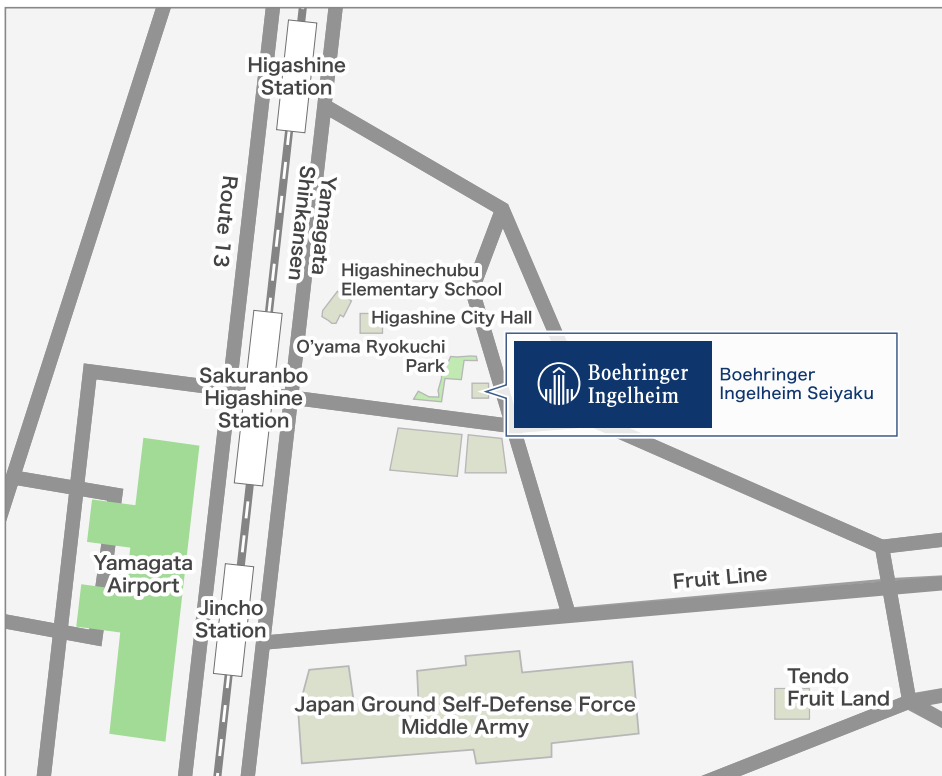 Higashine
Station
Route 13
Yamagata
Shinkansen
Higashinechubu
Elementary School
Higashine City Hall
O'yama Ryokuchi
Park
Boehringer
Ingelheim
Boehringer
Ingelheim Seiyaku
Sakuranbo
Higashine
Station
Yamagata
Airport
Jincho
Station
Fruit Line
Japan Ground Self-Defense Force
Middle Army
Tendo
Fruit Land